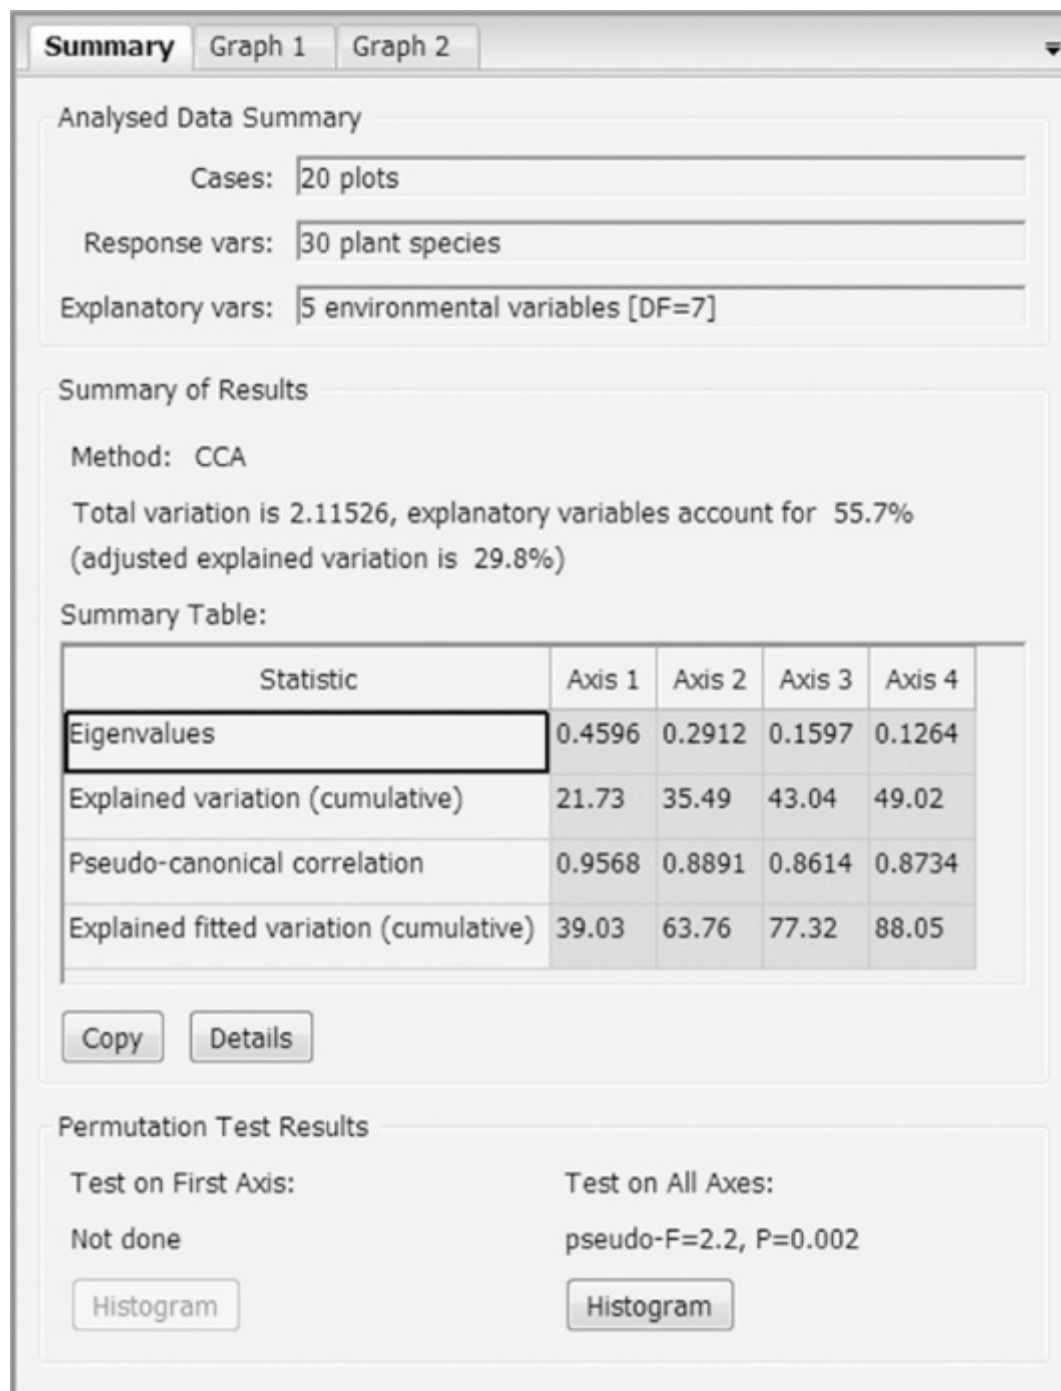 Summary Graph 1 Graph 2
Analysed Data Summary
Cases: 20 plots
Response vars: 30 plant species
Explanatory vars: 5 environmental variables [DF=7]
Summary of Results
Method: CCA
Total variation is 2.11526, explanatory variables account for 55.7%
(adjusted explained variation is 29.8%)
Summary Table:
Statistic Axis 1 Axis 2 Axis 3 Axis 4
Eigenvalues 0.4596 0.2912 0.1597 0.1264
Explained variation (cumulative) 21.73 35.49 43.04 49.02
Pseudo-canonical correlation 0.9568 0.8891 0.8614 0.8734
Explained fitted variation (cumulative) 39.03 63.76 77.32 88.05
Copy Details
Permutation Test Results
Test on First Axis: Test on All Axes:
Not done pseudo-F=2.2, P=0.002
Histogram Histogram